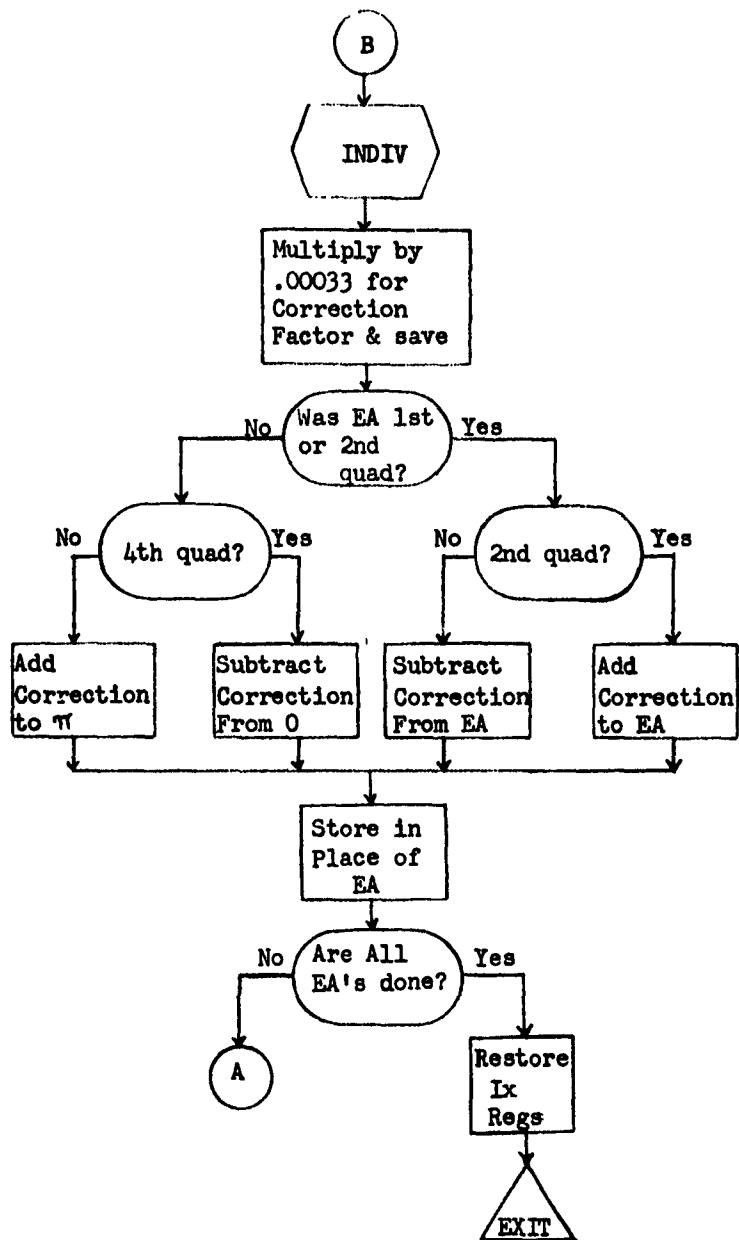 B
INDIV
Multiply by
.00033 for
Correction
Factor & save
Was EA 1st
or 2nd
quad?
No
Yes
4th quad?
No
Yes
2nd quad?
No
Yes
Add
Correction
to π
Subtract
Correction
From 0
Subtract
Correction
From EA
Add
Correction
to EA
Store in
Place of
EA
Are All
EA's done?
No
Yes
A
Restore
Ix
Regs
EXIT